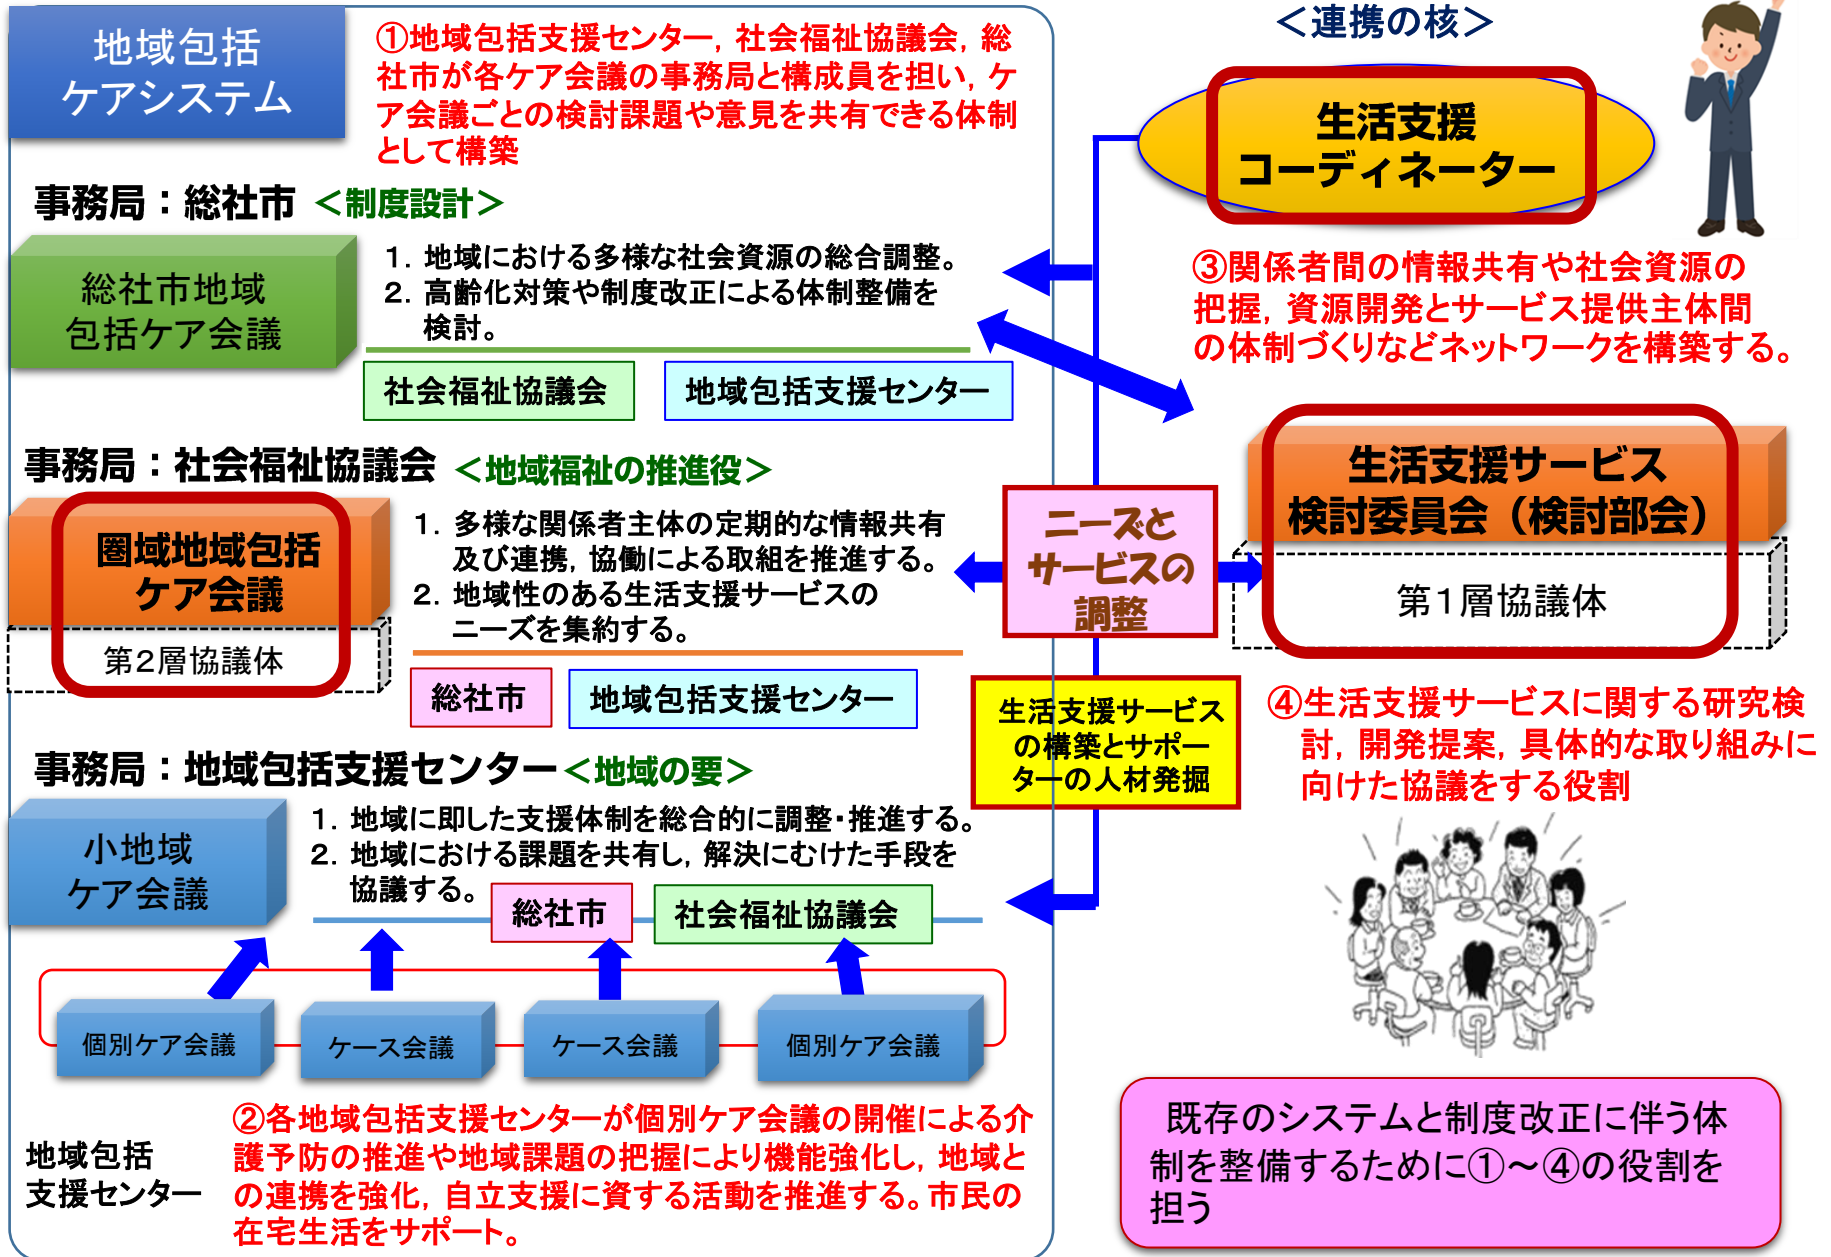 地域包括
ケアシステム
①地域包括支援センター，社会福祉協議会，総
社市が各ケア会議の事務局と構成員を担い，ケ
ア会議ごとの検討課題や意見を共有できる体制
として構築
事務局：総社市 ＜制度設計＞
総社市地域
包括ケア会議
1. 地域における多様な社会資源の総合調整。
2. 高齢化対策や制度改正による体制整備を
検討。
社会福祉協議会
地域包括支援センター
事務局：社会福祉協議会 ＜地域福祉の推進役＞
圏域地域包括
ケア会議
第2層協議体
1. 多様な関係者主体の定期的な情報共有
及び連携，協働による取組を推進する。
2. 地域性のある生活支援サービスの
ニーズを集約する。
総社市
地域包括支援センター
事務局：地域包括支援センター＜地域の要＞
小地域
ケア会議
1. 地域に即した支援体制を総合的に調整・推進する。
2. 地域における課題を共有し，解決にむけた手段を
協議する。
総社市
社会福祉協議会
個別ケア会議
ケース会議
ケース会議
個別ケア会議
地域包括
支援センター
②各地域包括支援センターが個別ケア会議の開催による介
護予防の推進や地域課題の把握により機能強化し，地域と
の連携を強化，自立支援に資する活動を推進する。市民の
在宅生活をサポート。
＜連携の核＞
生活支援
コーディネーター
③関係者間の情報共有や社会資源の
把握，資源開発とサービス提供主体間
の体制づくりなどネットワークを構築する。
ニーズと
サービスの
調整
生活支援サービス
の構築とサポー
ターの人材発掘
生活支援サービス
検討委員会（検討部会）
第1層協議体
④生活支援サービスに関する研究検
討，開発提案，具体的な取り組みに
向けた協議をする役割
既存のシステムと制度改正に伴う体
制を整備するために①～④の役割を
担う